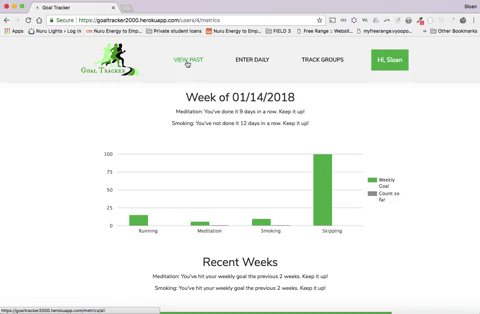 Goal Tracker
Sloan
Secure https://goaltracker2000.herokuapp.com/users/4/metrics
Apps
Nuru Lights › Log In
Nuru Energy to Emp…
Private student loans
Nuru Energy to Emp…
FIELD 3
Free Range :: Websit…
myfreerange.vyoopo…
Other Bookmarks
GOAL TRACKER
VIEW PAST
ENTER DAILY
TRACK GROUPS
Hi, Sloan
Week of 01/14/2018
Meditation: You've done it 9 days in a row. Keep it up!
Smoking: You've not done it 12 days in a row. Keep it up!
100
75
50
25
0
Running
Meditation
Smoking
Skipping
Weekly
Goal
Count so
far
Recent Weeks
Meditation: You've hit your weekly goal the previous 2 weeks. Keep it up!
Smoking: You've hit your weekly goal the previous 2 weeks. Keep it up!
https://goaltracker2000.herokuapp.com/metrics/all